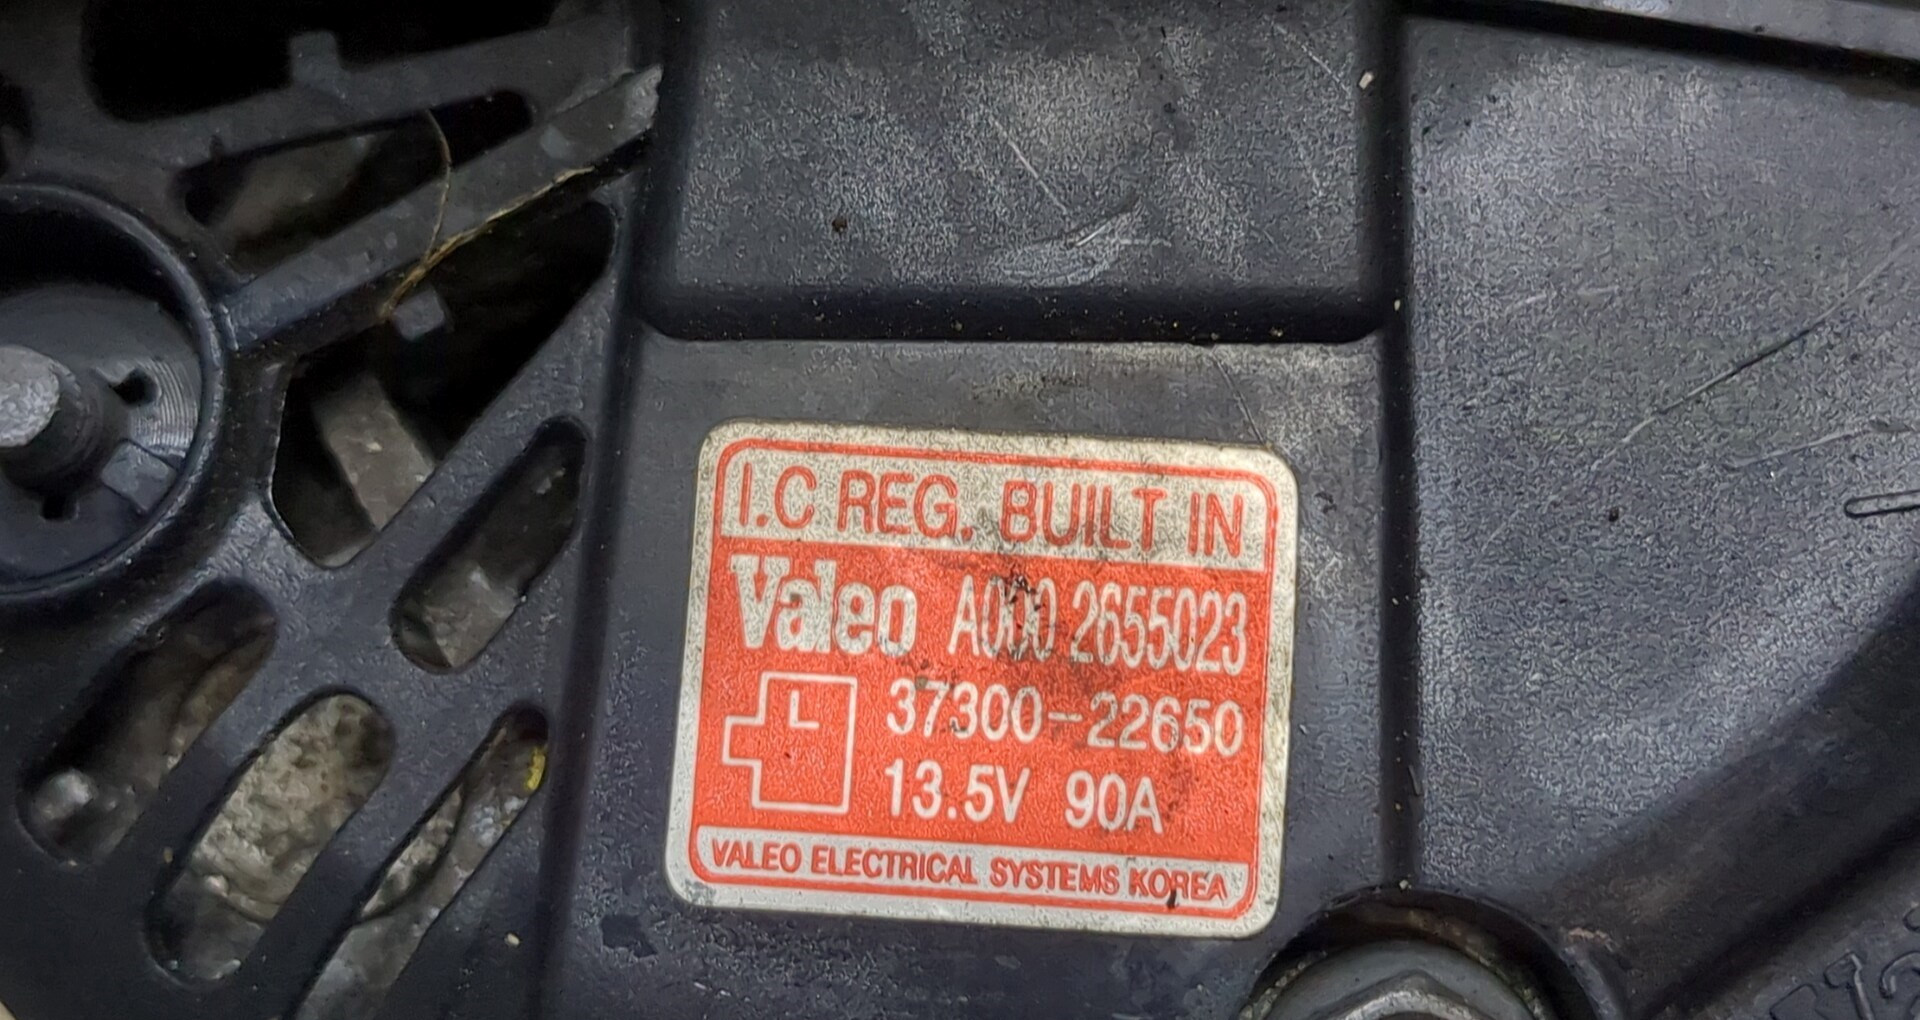 I.C REG. BUILT IN
Valeo A000 2655023
L
37300-22650
13.5V 90A
VALEO ELECTRICAL SYSTEMS KOREA